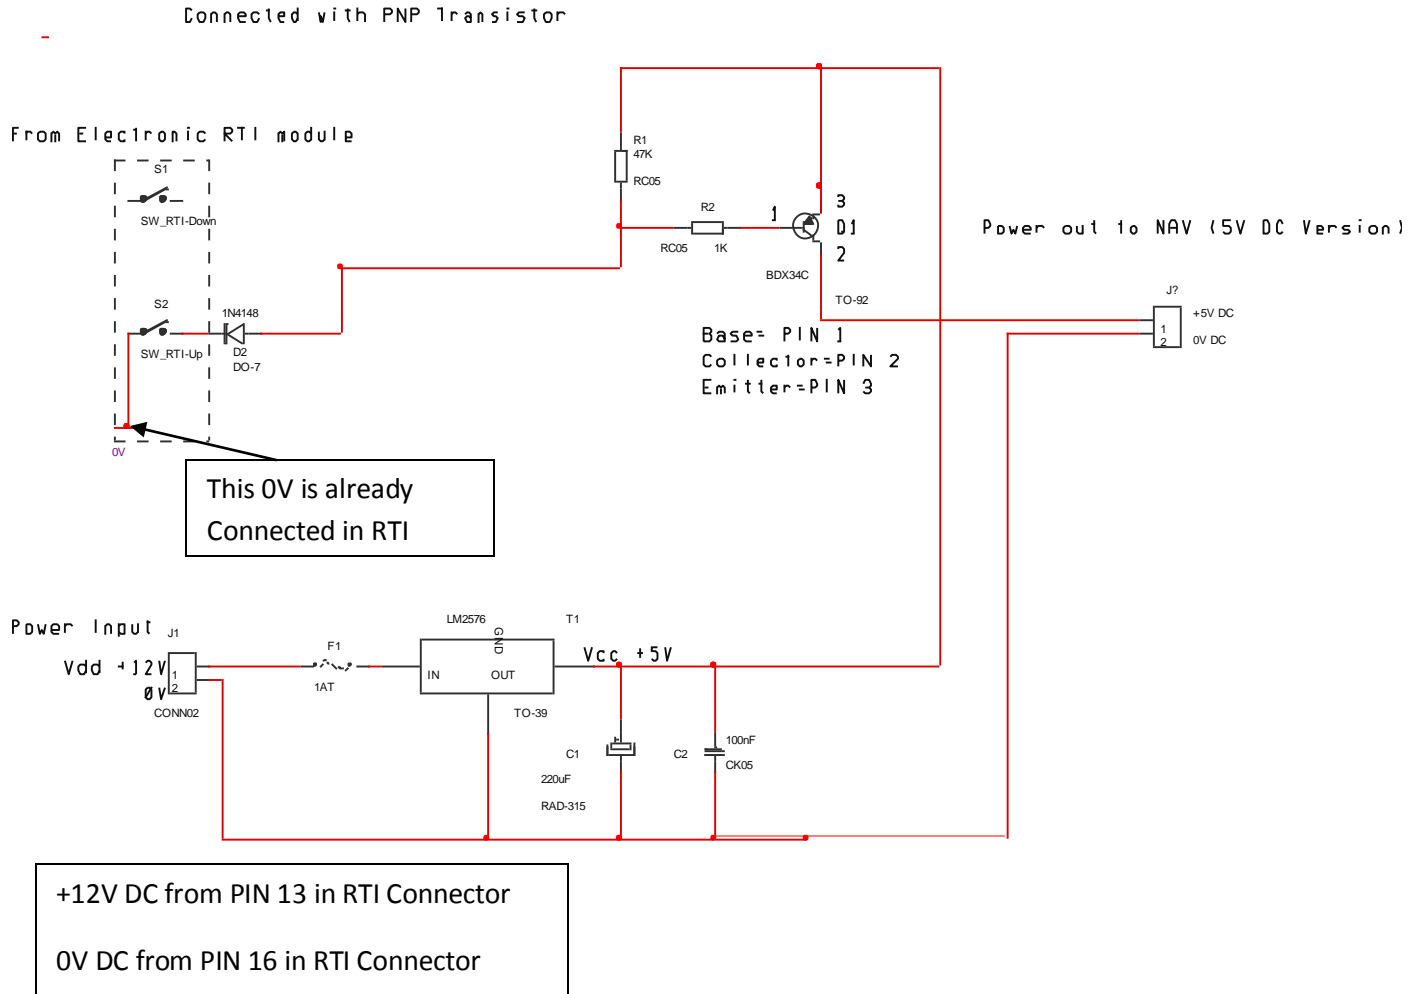 Connected with PNP Transistor
From Electronic RTI module
S1
SW_RTI-Down
S2
SW_RTI-Up
0V
1N4148
D2
DO-7
R1
47K
RC05
R2
RC05
1K
1
3
D1
2
BDX34C
TO-92
Base= PIN 1
Collector=PIN 2
Emitter=PIN 3
Power out to NAV (5V DC Version)
J?
1
2
+5V DC
0V DC
This 0V is already
Connected in RTI
Power Input
J1
Vdd +12V
0V
1
2
CONN02
F1
1AT
LM2576
T1
GND
IN
OUT
TO-39
Vcc +5V
C1
220uF
RAD-315
C2
100nF
CK05
+12V DC from PIN 13 in RTI Connector
0V DC from PIN 16 in RTI Connector